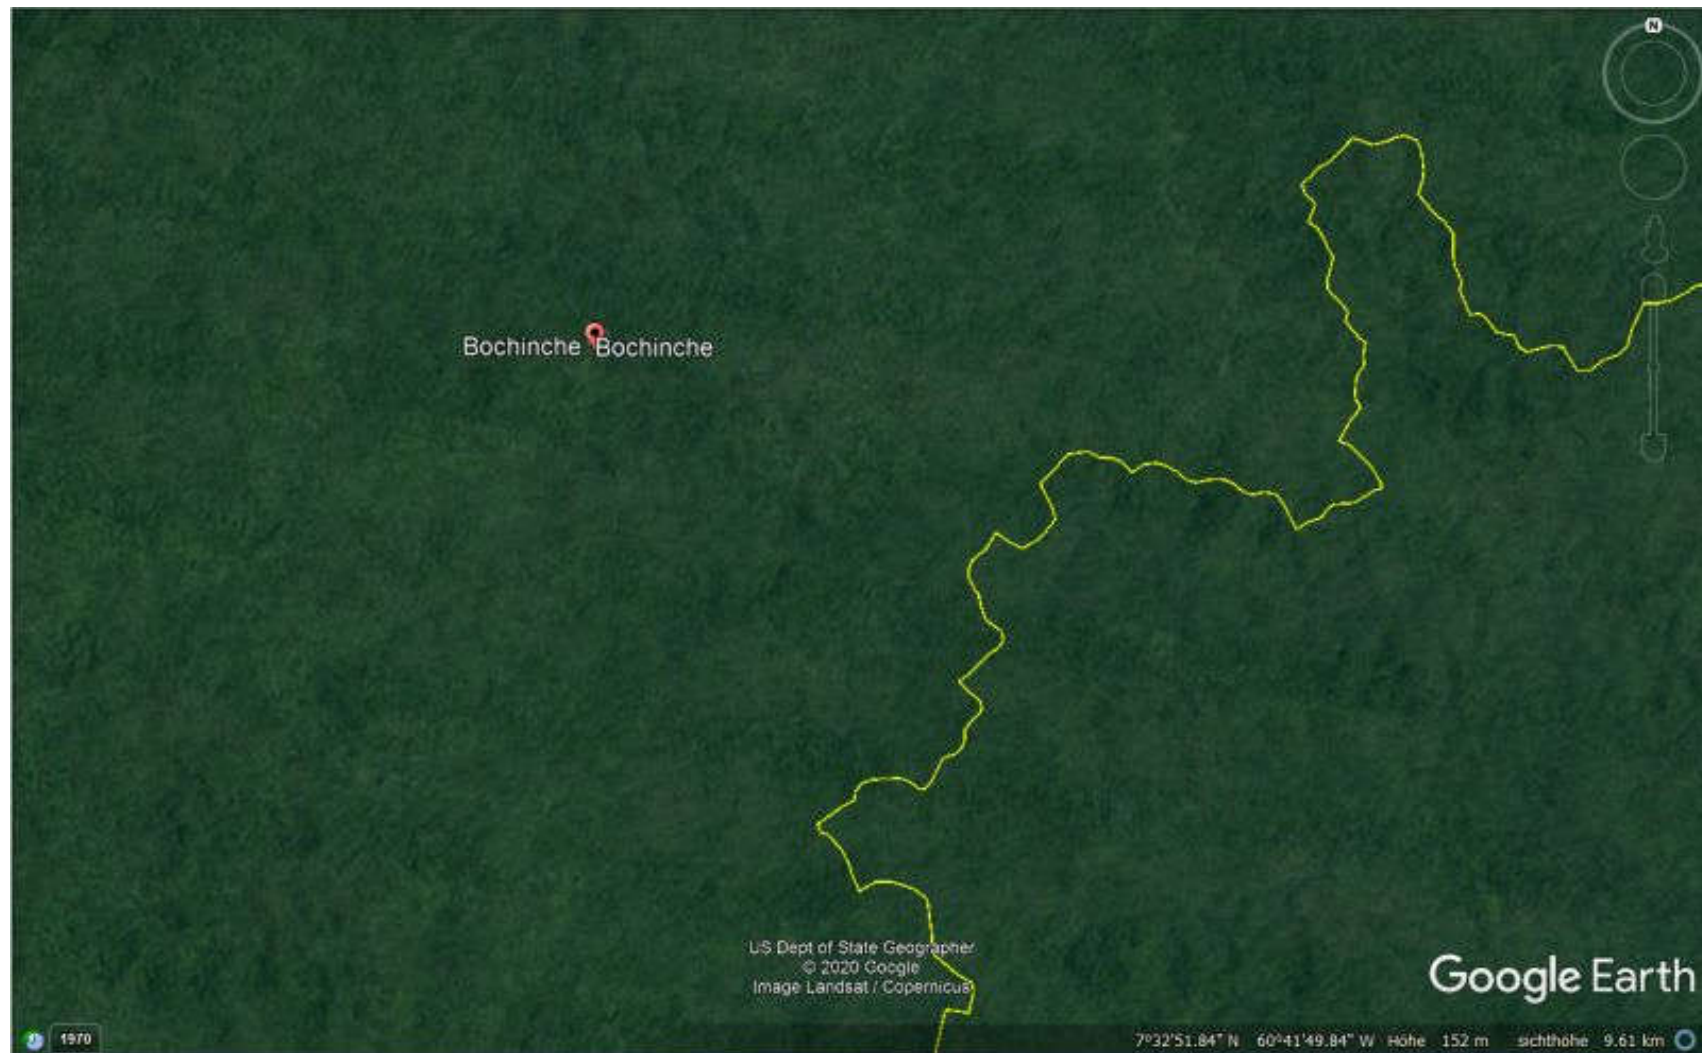 N
Bochinche Bochinche
US Dept of State Geographer
© 2020 Google
Image Landsat / Copernicus
Google Earth
1970
7°32'51.84" N 60°41'49.84" W Höhe 152 m sichthöhe 9.61 km